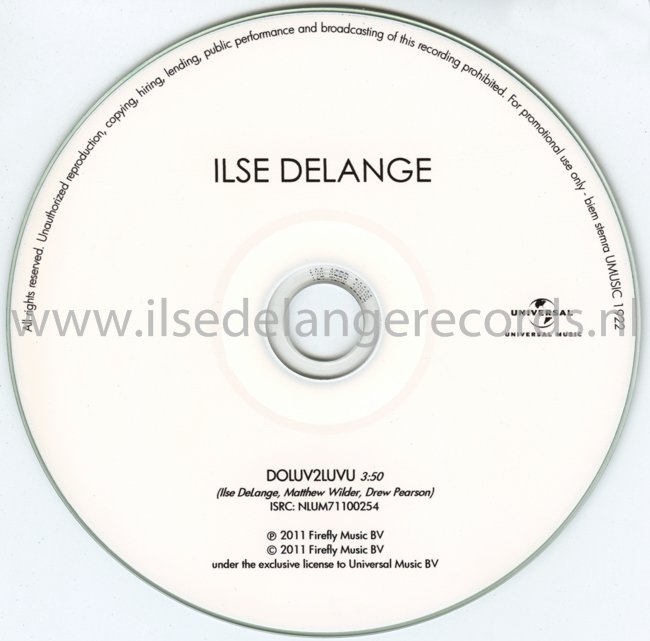 All rights reserved. Unauthorized reproduction, copying, hiring, lending, public performance and broadcasting of this recording prohibited. For promotional use only - biem stemra UMUSIC 1922
ILSE DELANGE
www.ilsedelangerecords.nl
UNIVERSAL
UNIVERSAL MUSIC
DOLUV2LUVU 3:50
(Ilse DeLange, Matthew Wilder, Drew Pearson)
ISRC: NLUM71100254
℗ 2011 Firefly Music BV
© 2011 Firefly Music BV
under the exclusive license to Universal Music BV